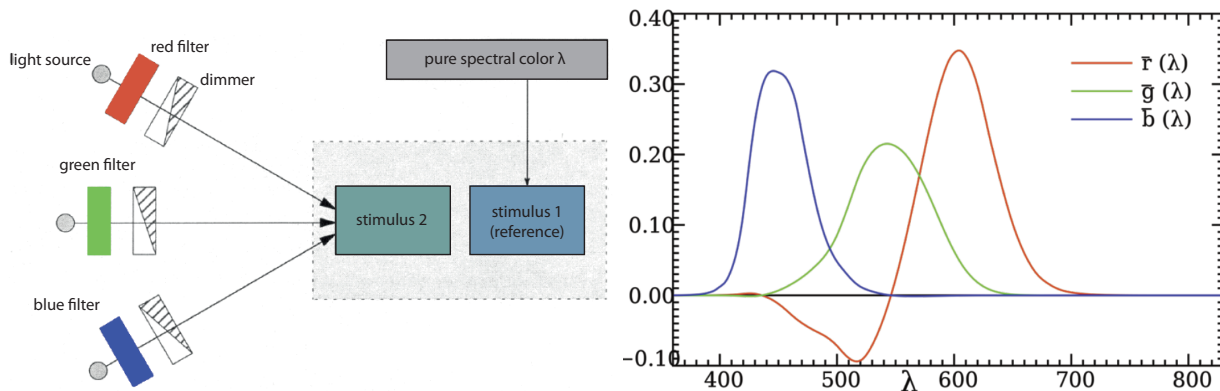 red filter
light source
dimmer
green filter
blue filter
pure spectral color λ
stimulus 2
stimulus 1
(reference)
0.40
0.30
0.20
0.10
0.00
−0.10
400
500
λ
600
700
800
r̄ (λ)
ḡ (λ)
b̄ (λ)